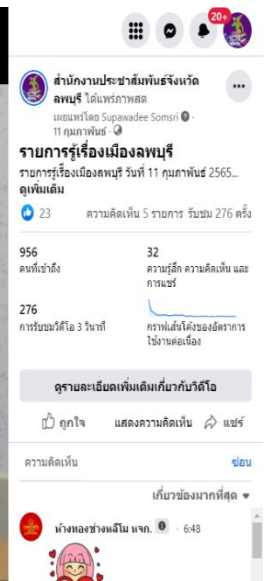 20+
สำนักงานประชาสัมพันธ์จังหวัด
ลพบุรี ได้แพร่ภาพสด
เผยแพร่โดย Supawadee Somsri ·
11 กุมภาพันธ์ ·
รายการรู้เรื่องเมืองลพบุรี
รายการรู้เรื่องเมืองลพบุรี วันที่ 11 กุมภาพันธ์ 2565...
ดูเพิ่มเติม
23 ความคิดเห็น 5 รายการ รับชม 276 ครั้ง
956
คนที่เข้าถึง
32
ความรู้สึก ความคิดเห็น และ
การแชร์
276
การรับชมวิดีโอ 3 วินาที
กราฟเส้นโค้งของอัตราการ
ใช้งานต่อเนื่อง
ดูรายละเอียดเพิ่มเติมเกี่ยวกับวิดีโอ
ถูกใจ แสดงความคิดเห็น แชร์
ความคิดเห็น ซ่อน
เกี่ยวข้องมากที่สุด
ห้างทองช่างหลีโม หจก. · 6:48